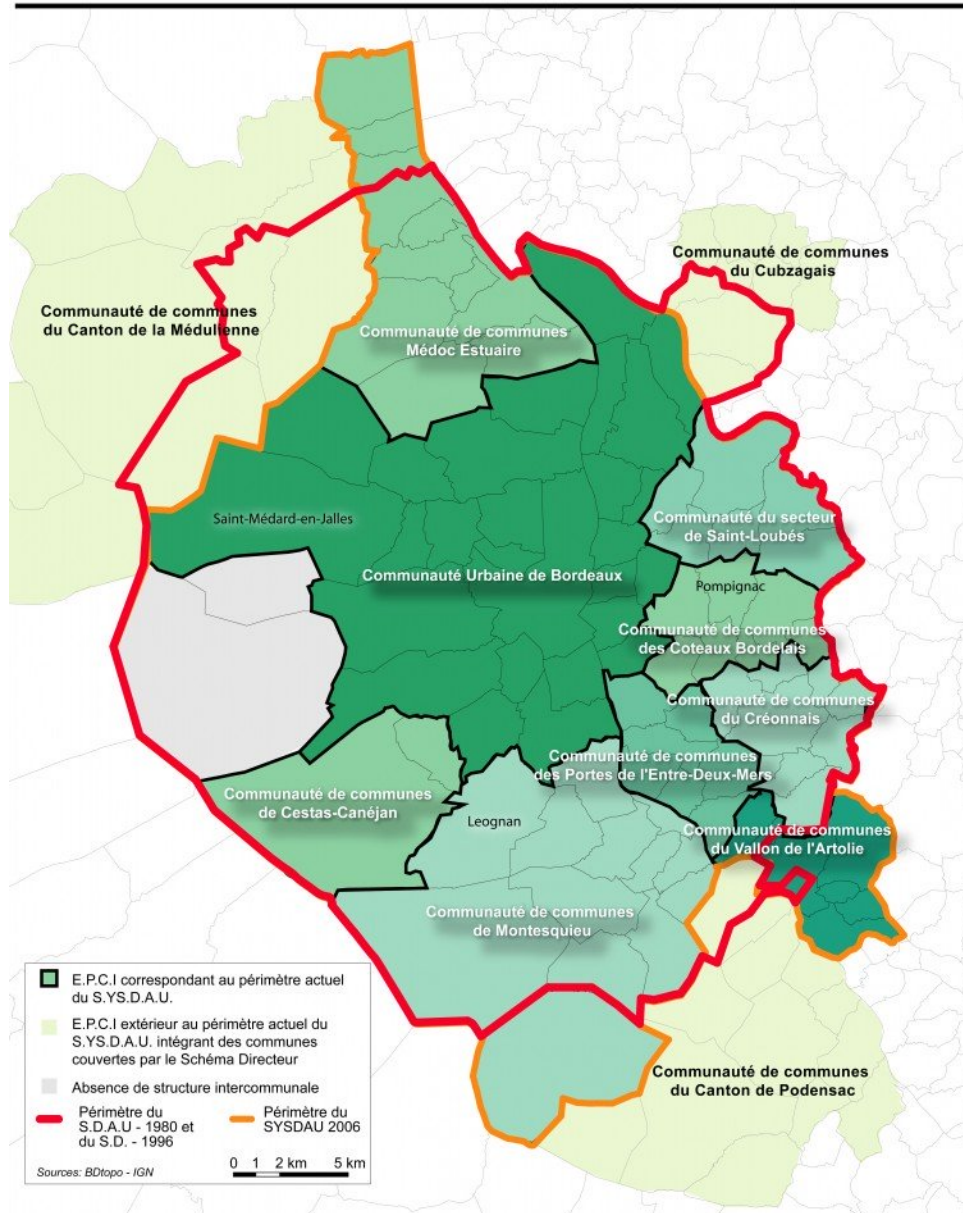 Communauté de communes
du Cubzagais
Communauté de communes
du Canton de la Médullenne
Communauté de communes
Médoc Estuaire
Saint-Médard-en-Jalles
Communauté du secteur
de Saint-Loubés
Communauté Urbaine de Bordeaux
Pompignac
Communauté de communes
des Coteaux Bordelais
Communauté de communes
du Créonnais
Communauté de communes
des Portes de l'Entre-Deux-Mers
Communauté de communes
de Cestas-Canéjan
Leognan
Communauté de communes
du Vallon de l'Artolie
Communauté de communes
de Montesquieu
Communauté de communes
du Canton de Podensac
E.P.C.I correspondant au périmètre actuel
du S.YS.D.A.U.
E.P.C.I extérieur au périmètre actuel du
S.YS.D.A.U. intégrant des communes
couvertes par le Schéma Directeur
Absence de structure intercommunale
Périmètre du
S.D.A.U - 1980 et
du S.D. - 1996
Périmètre du
SYSDAU 2006
Sources: BDtopo - IGN
0 1 2 km 5 km